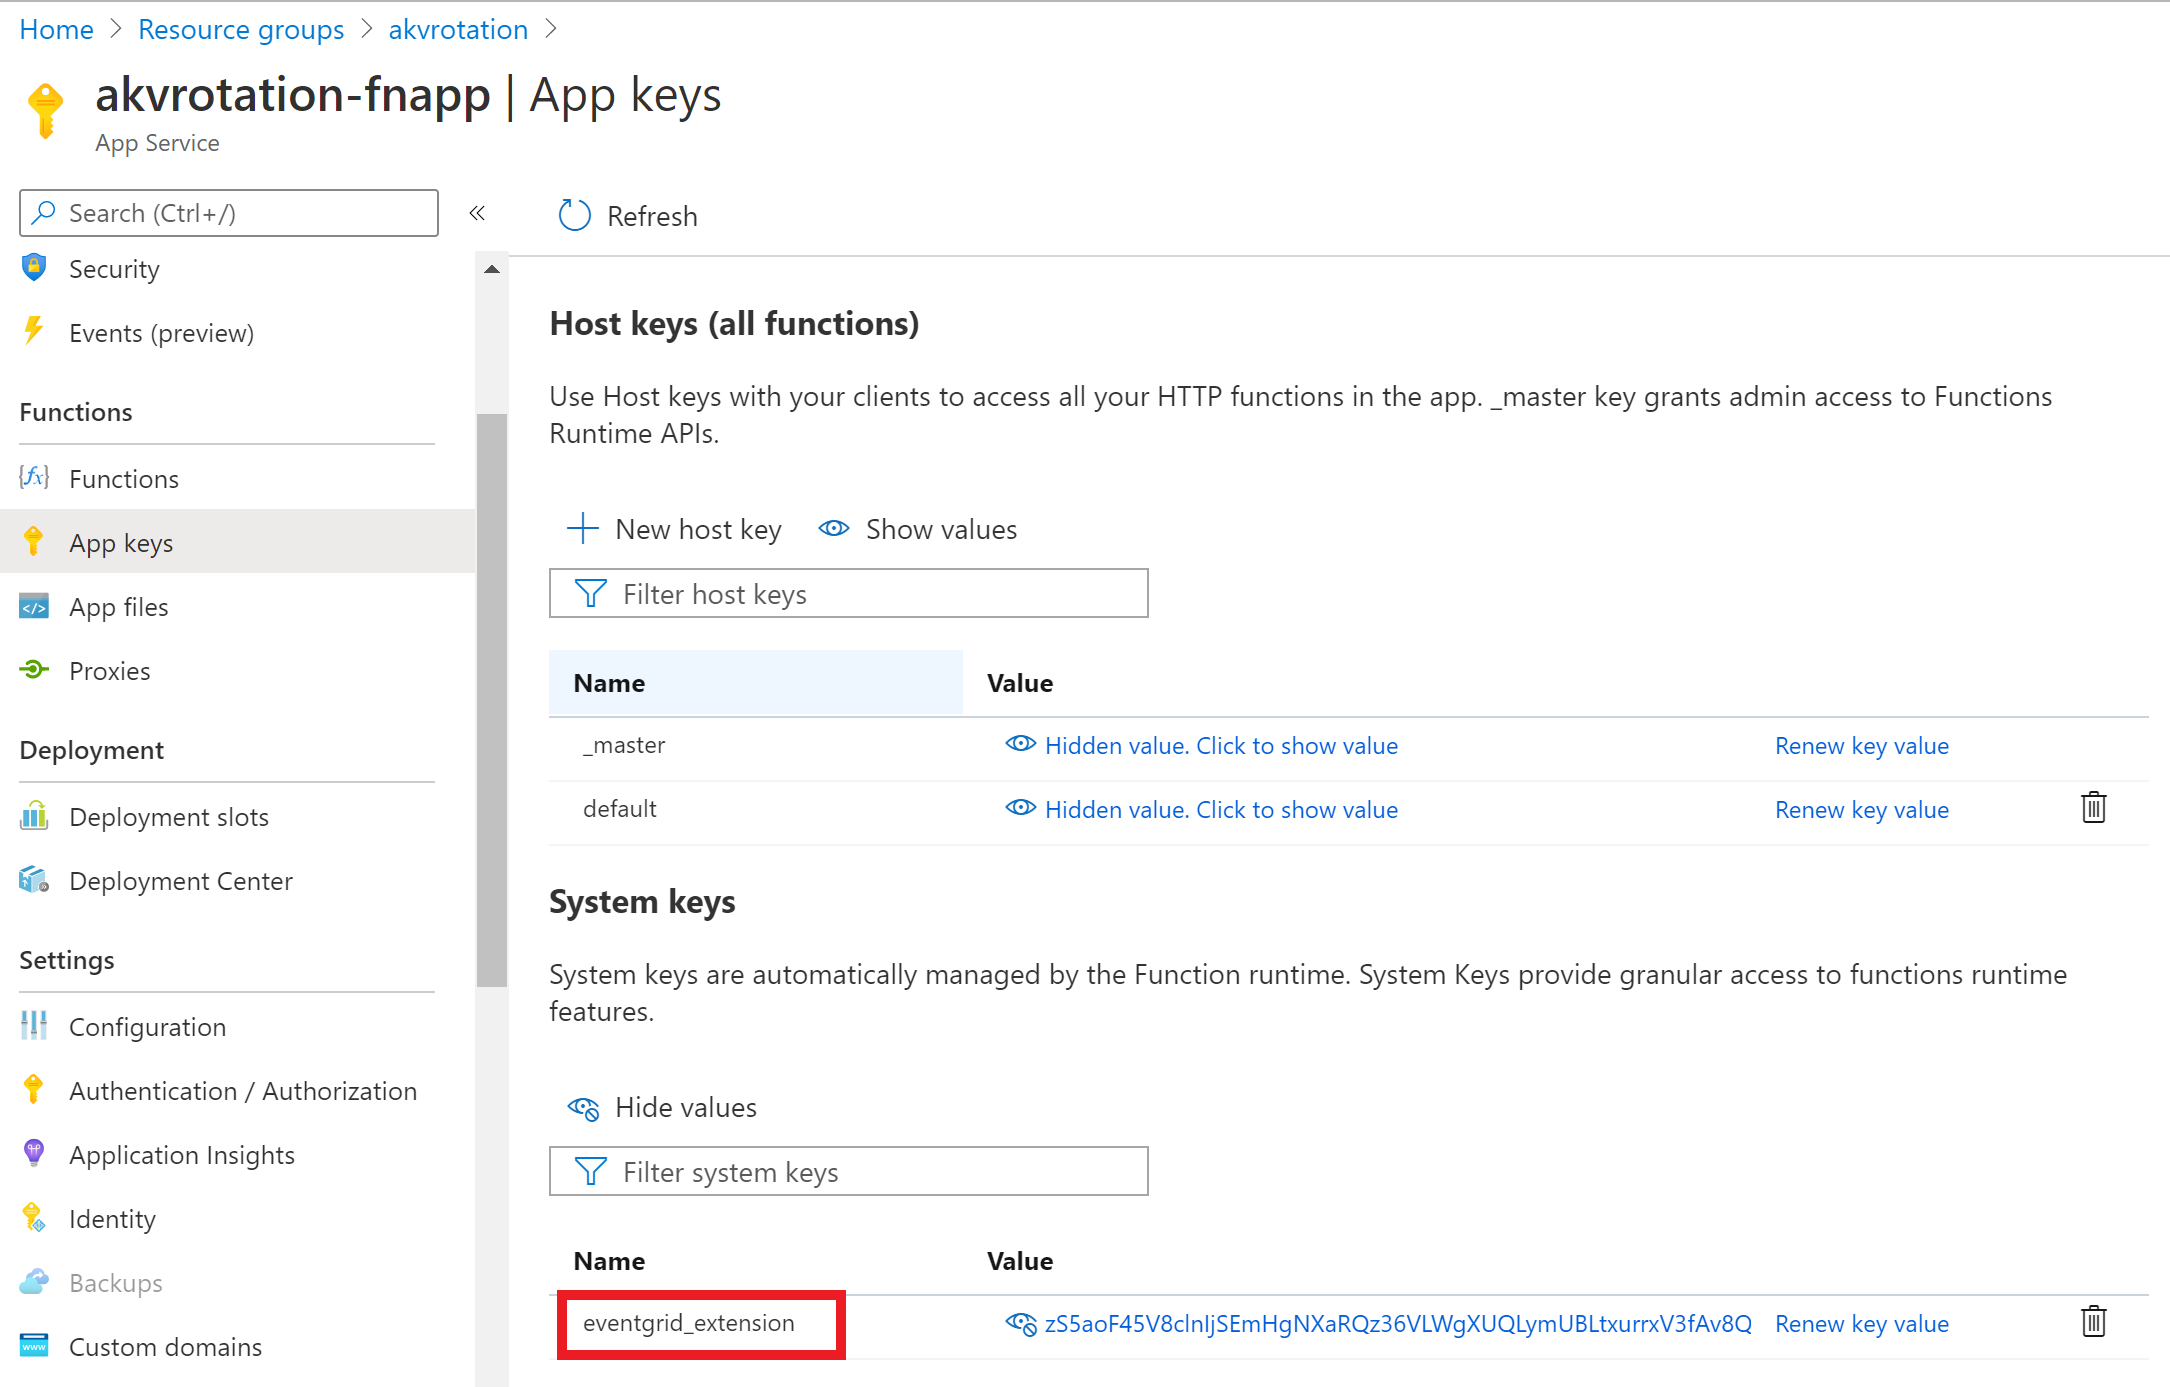 Home > Resource groups > akvrotation >
akvrotation-fnapp | App keys
App Service
Search (Ctrl+/)
«
Security
Events (preview)
Functions
Functions
App keys
App files
Proxies
Deployment
Deployment slots
Deployment Center
Settings
Configuration
Authentication / Authorization
Application Insights
Identity
Backups
Custom domains
Refresh
Host keys (all functions)
Use Host keys with your clients to access all your HTTP functions in the app. _master key grants admin access to Functions
Runtime APIs.
New host key Show values
Filter host keys
Name Value
_master Hidden value. Click to show value Renew key value
default Hidden value. Click to show value Renew key value
System keys
System keys are automatically managed by the Function runtime. System Keys provide granular access to functions runtime
features.
Hide values
Filter system keys
Name Value
eventgrid_extension zS5aoF45V8clnIjSEmHgNXaRQz36VLWgXUQLymUBLtxurrxV3fAv8Q Renew key value